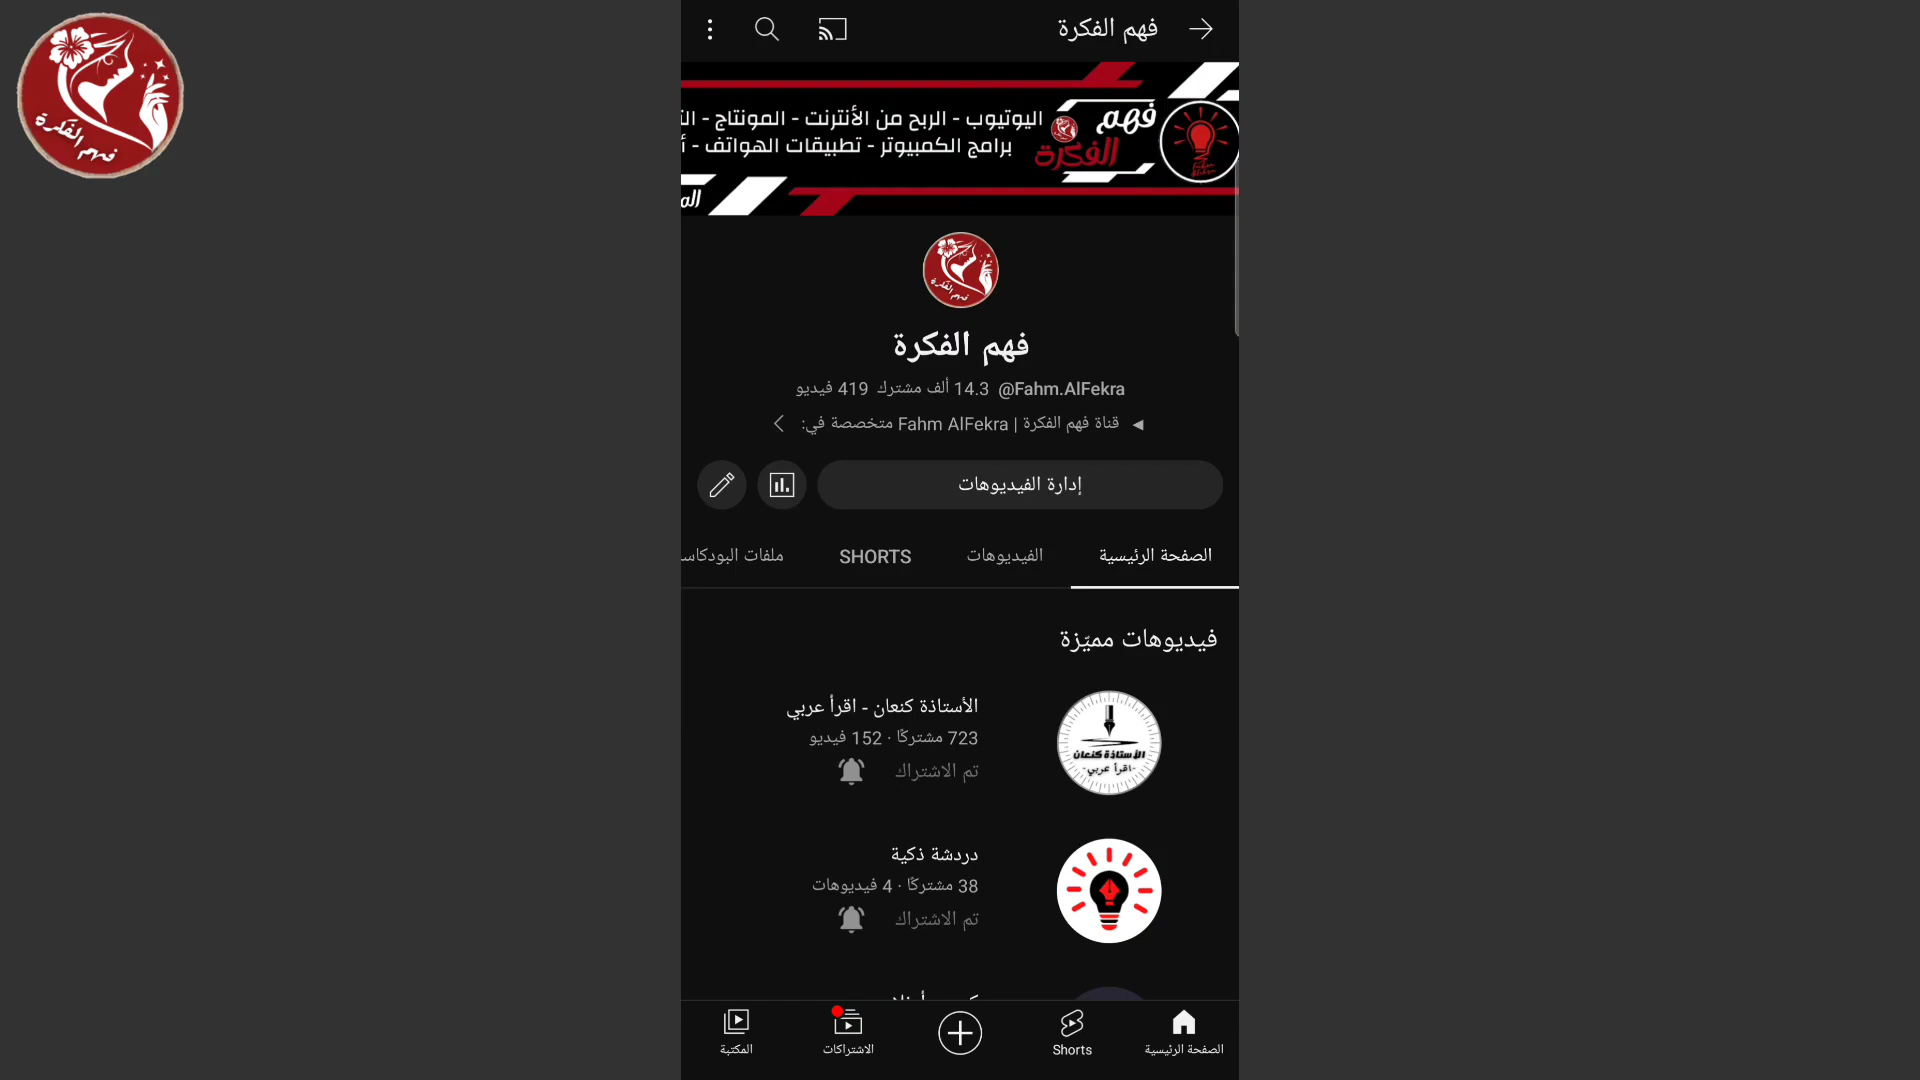 فهم الفكرة
فهم الفكرة
اليوتيوب - الربح من الأنترنت - المونتاج -
برامج الكمبيوتر - تطبيقات الهواتف -
فهم
الفكرة
فهم الفكرة
@Fahm.AlFekra 14.3 ألف مشترك 419 فيديو
◄ قناة فهم الفكرة | Fahm AlFekra متخصصة في:
إدارة الفيديوهات
الصفحة الرئيسية
الفيديوهات
SHORTS
ملفات
فيديوهات مميّزة
الأستاذة كنعان - اقرأ عربي
723 مشتركًا · 152 فيديو
تم الاشتراك
الأستاذة كنعان
-اقرأ عربي-
دردشة ذكية
38 مشتركًا · 4 فيديوهات
تم الاشتراك
الصفحة الرئيسية
Shorts
الاشتراكات
المكتبة